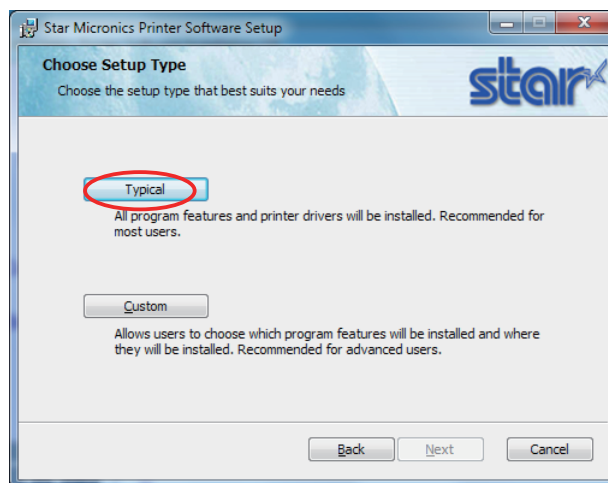 Star Micronics Printer Software Setup
Choose Setup Type
Choose the setup type that best suits your needs
star
Typical
All program features and printer drivers will be installed. Recommended for
most users.
Custom
Allows users to choose which program features will be installed and where
they will be installed. Recommended for advanced users.
Back Next Cancel